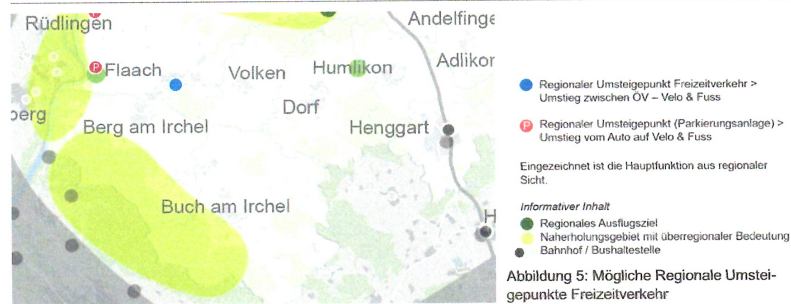 Rüdlingen
Andelfinge
P Flaach
Volken
Humlikon
Adlikon
Dorf
berg
Berg am Irchel
Henggart
Buch am Irchel
H
Regionaler Umsteigepunkt Freizeitverkehr >
Umstieg zwischen ÖV – Velo & Fuss
P Regionaler Umsteigepunkt (Parkierungsanlage) >
Umstieg vom Auto auf Velo & Fuss
Eingezeichnet ist die Hauptfunktion aus regionaler
Sicht.
Informativer Inhalt
Regionales Ausflugsziel
Naherholungsgebiet mit überregionaler Bedeutung
Bahnhof / Bushaltestelle
Abbildung 5: Mögliche Regionale Umstei-
gepunkte Freizeitverkehr